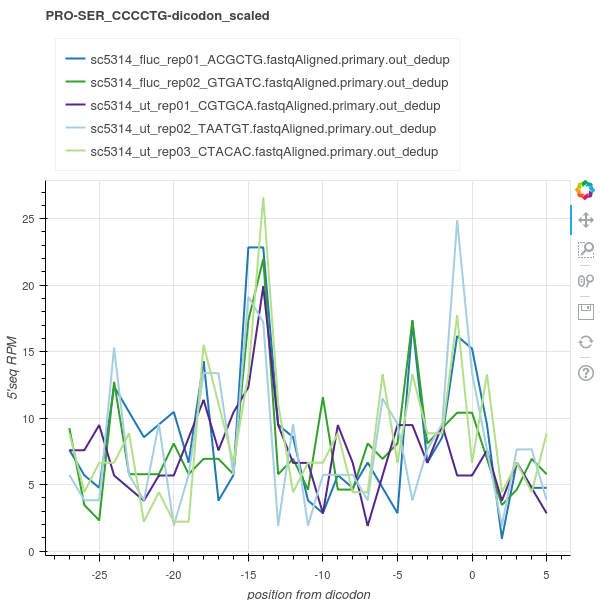 PRO-SER_CCCCTG-dicodon_scaled
sc5314_fluc_rep01_ACGCTG.fastqAligned.primary.out_dedup
sc5314_fluc_rep02_GTGATC.fastqAligned.primary.out_dedup
sc5314_ut_rep01_CGTGCA.fastqAligned.primary.out_dedup
sc5314_ut_rep02_TAATGT.fastqAligned.primary.out_dedup
sc5314_ut_rep03_CTACAC.fastqAligned.primary.out_dedup
25
20
15
10
5
0
5'seq RPM
-25 -20 -15 -10 -5 0 5
position from dicodon